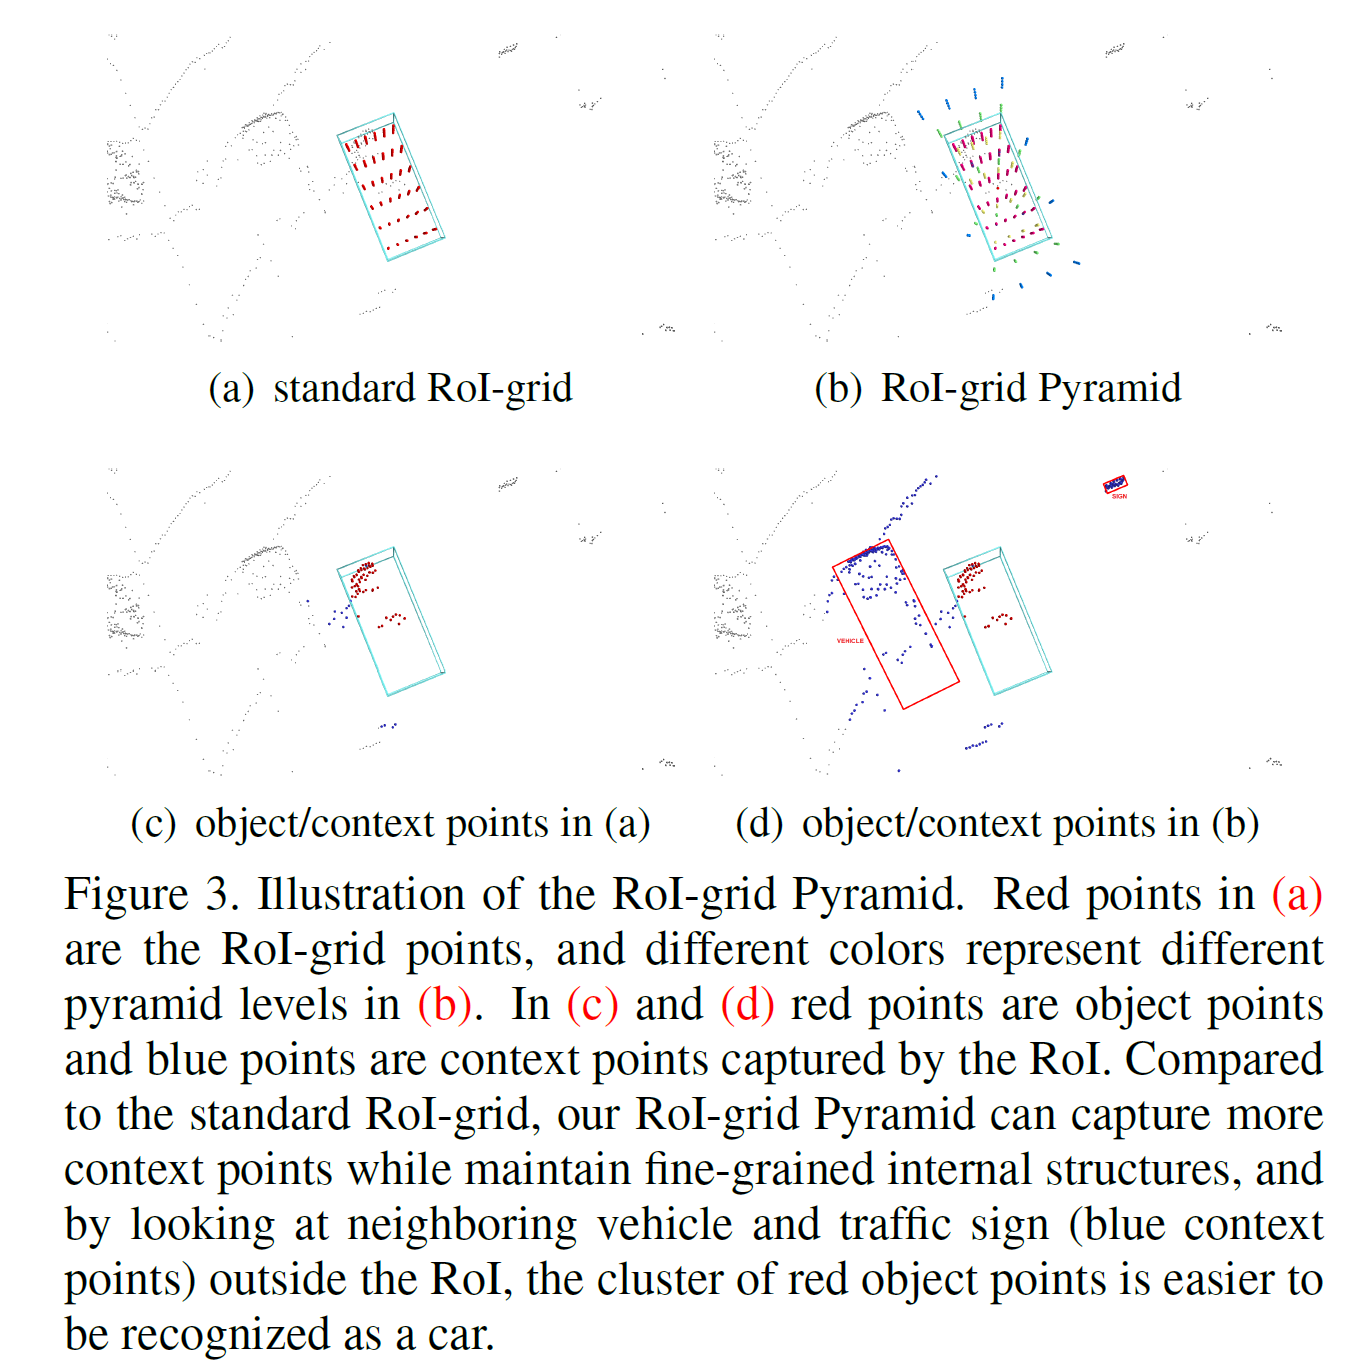 (a) standard RoI-grid
(b) RoI-grid Pyramid
SIGN
VEHICLE
(c) object/context points in (a)
(d) object/context points in (b)
Figure 3. Illustration of the RoI-grid Pyramid. Red points in (a)
are the RoI-grid points, and different colors represent different
pyramid levels in (b). In (c) and (d) red points are object points
and blue points are context points captured by the RoI. Compared
to the standard RoI-grid, our RoI-grid Pyramid can capture more
context points while maintain fine-grained internal structures, and
by looking at neighboring vehicle and traffic sign (blue context
points) outside the RoI, the cluster of red object points is easier to
be recognized as a car.